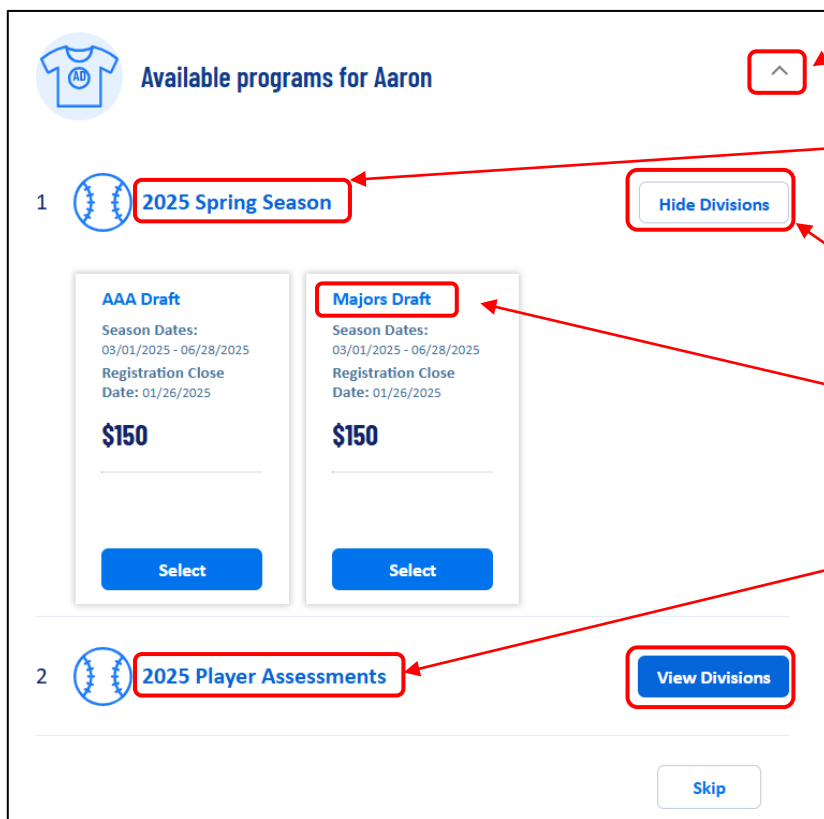 AD
Available programs for Aaron
1 2025 Spring Season Hide Divisions
AAA Draft
Season Dates:
03/01/2025 - 06/28/2025
Registration Close
Date: 01/26/2025
$150
Select
Majors Draft
Season Dates:
03/01/2025 - 06/28/2025
Registration Close
Date: 01/26/2025
$150
Select
2 2025 Player Assessments View Divisions
Skip